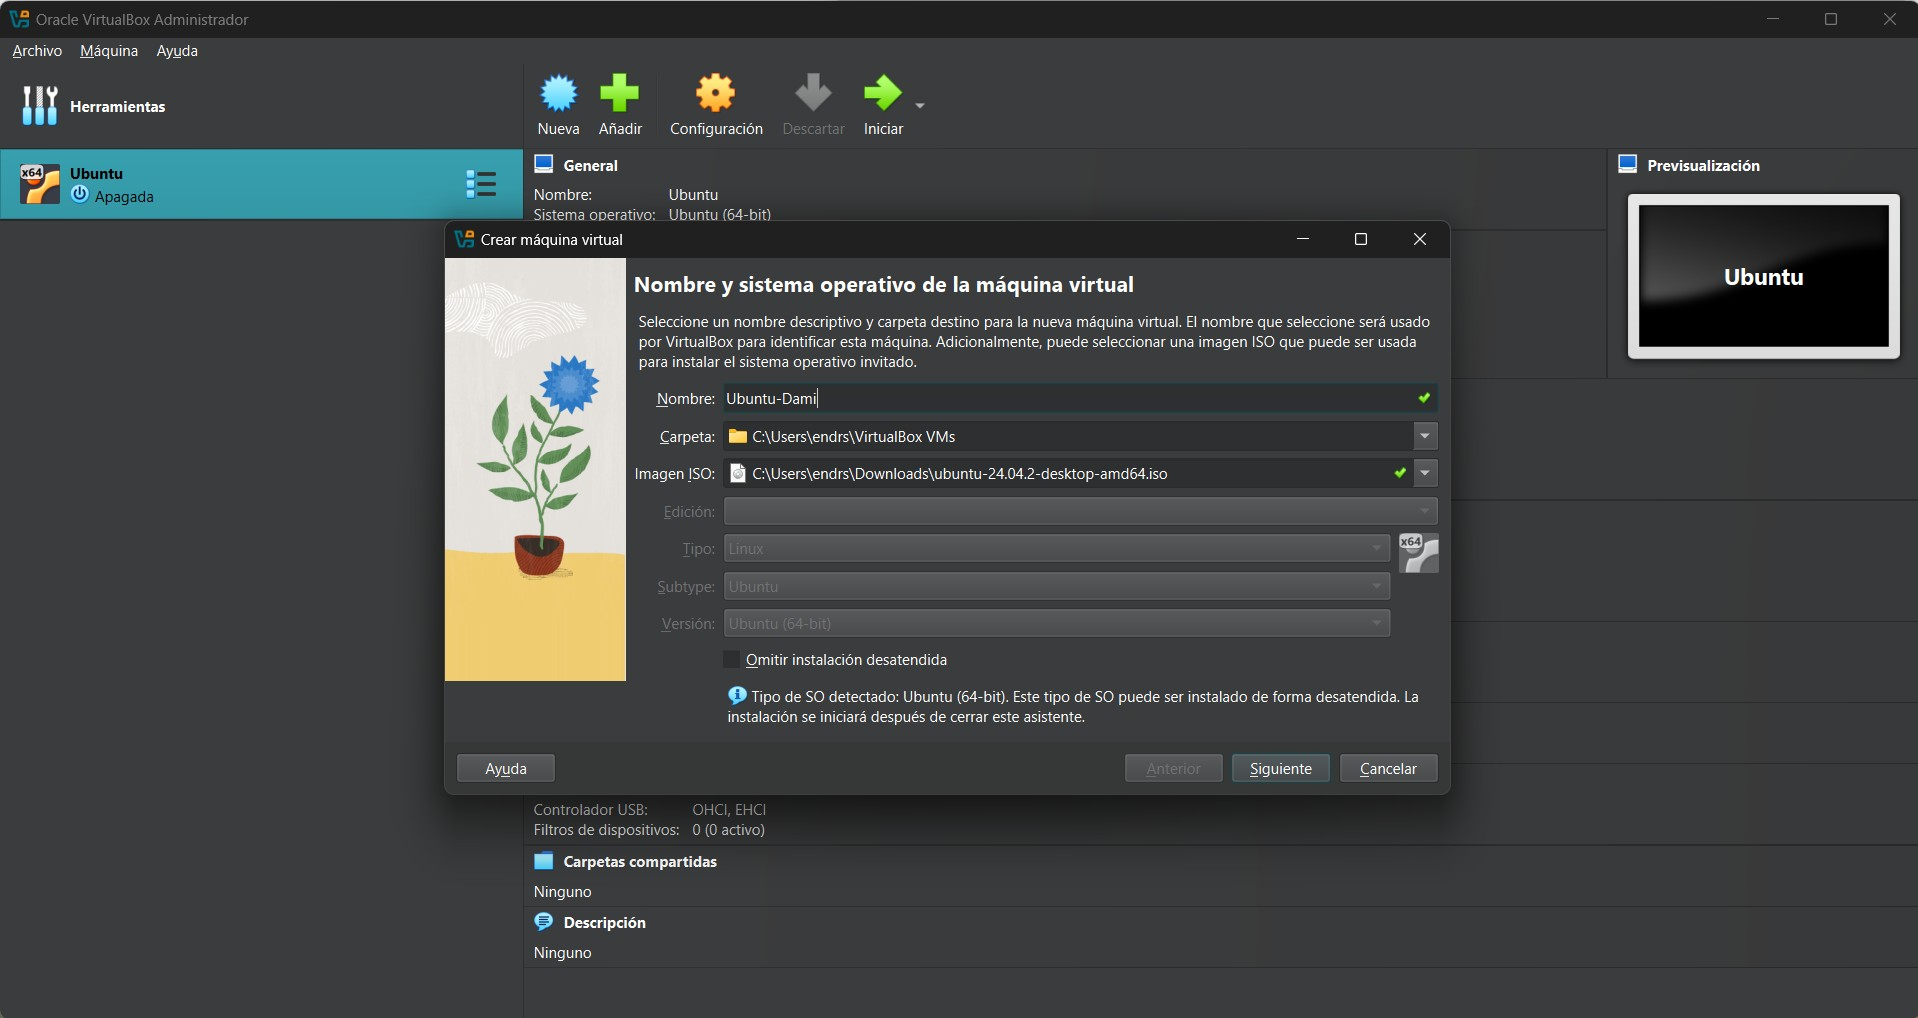 Oracle VirtualBox Administrador
Archivo Máquina Ayuda
Herramientas
Nueva Añadir Configuración Descartar Iniciar
x64
Ubuntu
Apagada
General
Nombre: Ubuntu
Sistema operativo: Ubuntu (64-bit)
Previsualización
Ubuntu
Crear máquina virtual
Nombre y sistema operativo de la máquina virtual
Seleccione un nombre descriptivo y carpeta destino para la nueva máquina virtual. El nombre que seleccione será usado
por VirtualBox para identificar esta máquina. Adicionalmente, puede seleccionar una imagen ISO que puede ser usada
para instalar el sistema operativo invitado.
Nombre: Ubuntu-Dami
Carpeta: C:\Users\endrs\VirtualBox VMs
Imagen ISO: C:\Users\endrs\Downloads\ubuntu-24.04.2-desktop-amd64.iso
Edición:
Tipo: Linux
x64
Subtype: Ubuntu
Versión: Ubuntu (64-bit)
Omitir instalación desatendida
Tipo de SO detectado: Ubuntu (64-bit). Este tipo de SO puede ser instalado de forma desatendida. La
instalación se iniciará después de cerrar este asistente.
Ayuda Anterior Siguiente Cancelar
Controlador USB: OHCI, EHCI
Filtros de dispositivos: 0 (0 activo)
Carpetas compartidas
Ninguno
Descripción
Ninguno